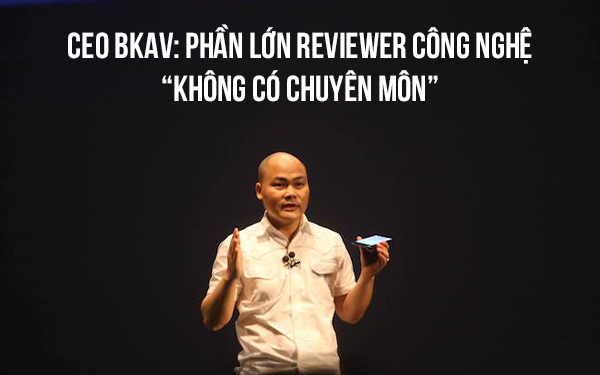 CEO BKAV: PHẦN LỚN REVIEWER CÔNG NGHỆ
“KHÔNG CÓ CHUYÊN MÔN”